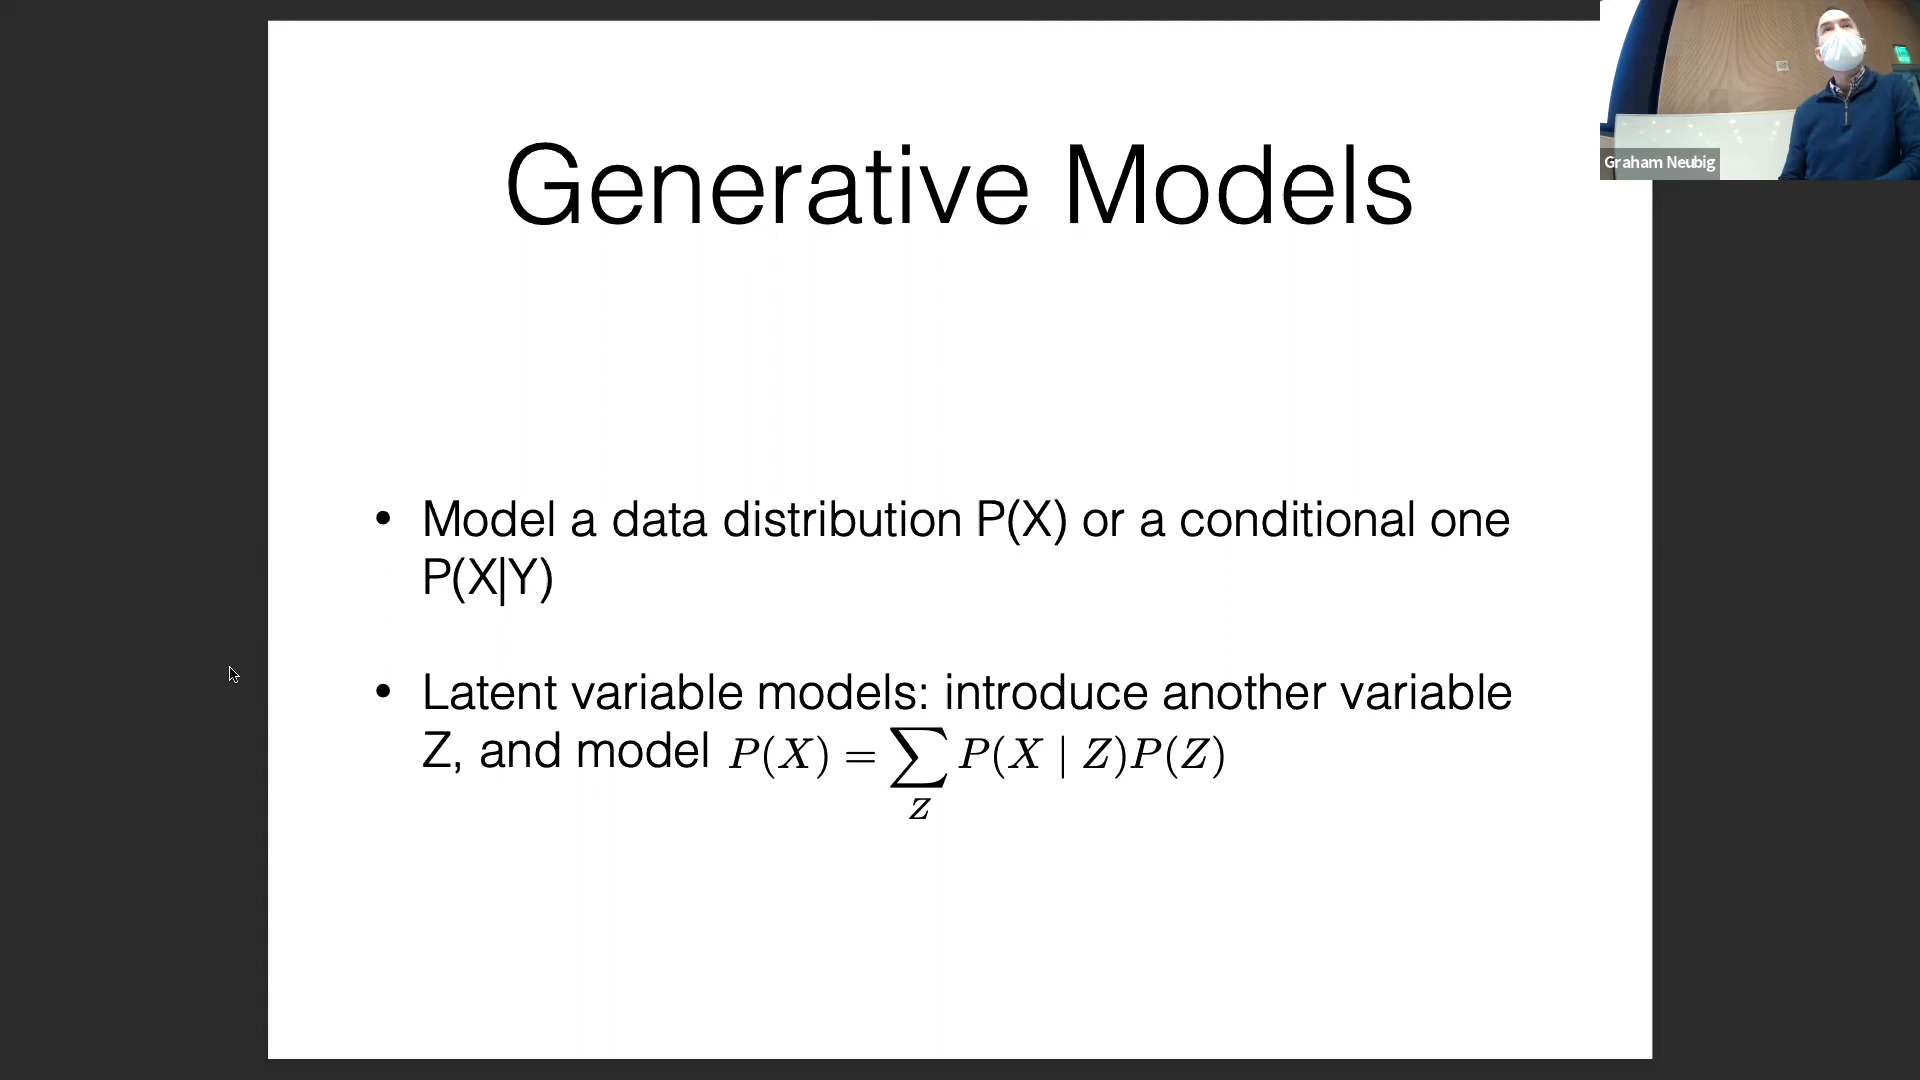 Generative Models
Graham Neubig
• Model a data distribution P(X) or a conditional one
P(X|Y)
• Latent variable models: introduce another variable
Z, and model P(X) = ∑ P(X | Z)P(Z)
Z